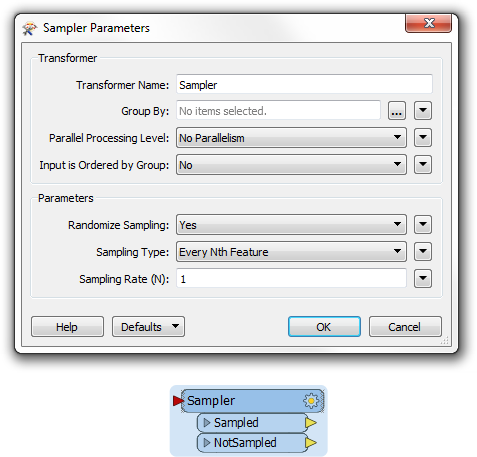 Sampler Parameters
Transformer
Transformer Name: Sampler
Group By: No items selected. ...
Parallel Processing Level: No Parallelism
Input is Ordered by Group: No
Parameters
Randomize Sampling: Yes
Sampling Type: Every Nth Feature
Sampling Rate (N): 1
Help Defaults OK Cancel
Sampler
Sampled
NotSampled